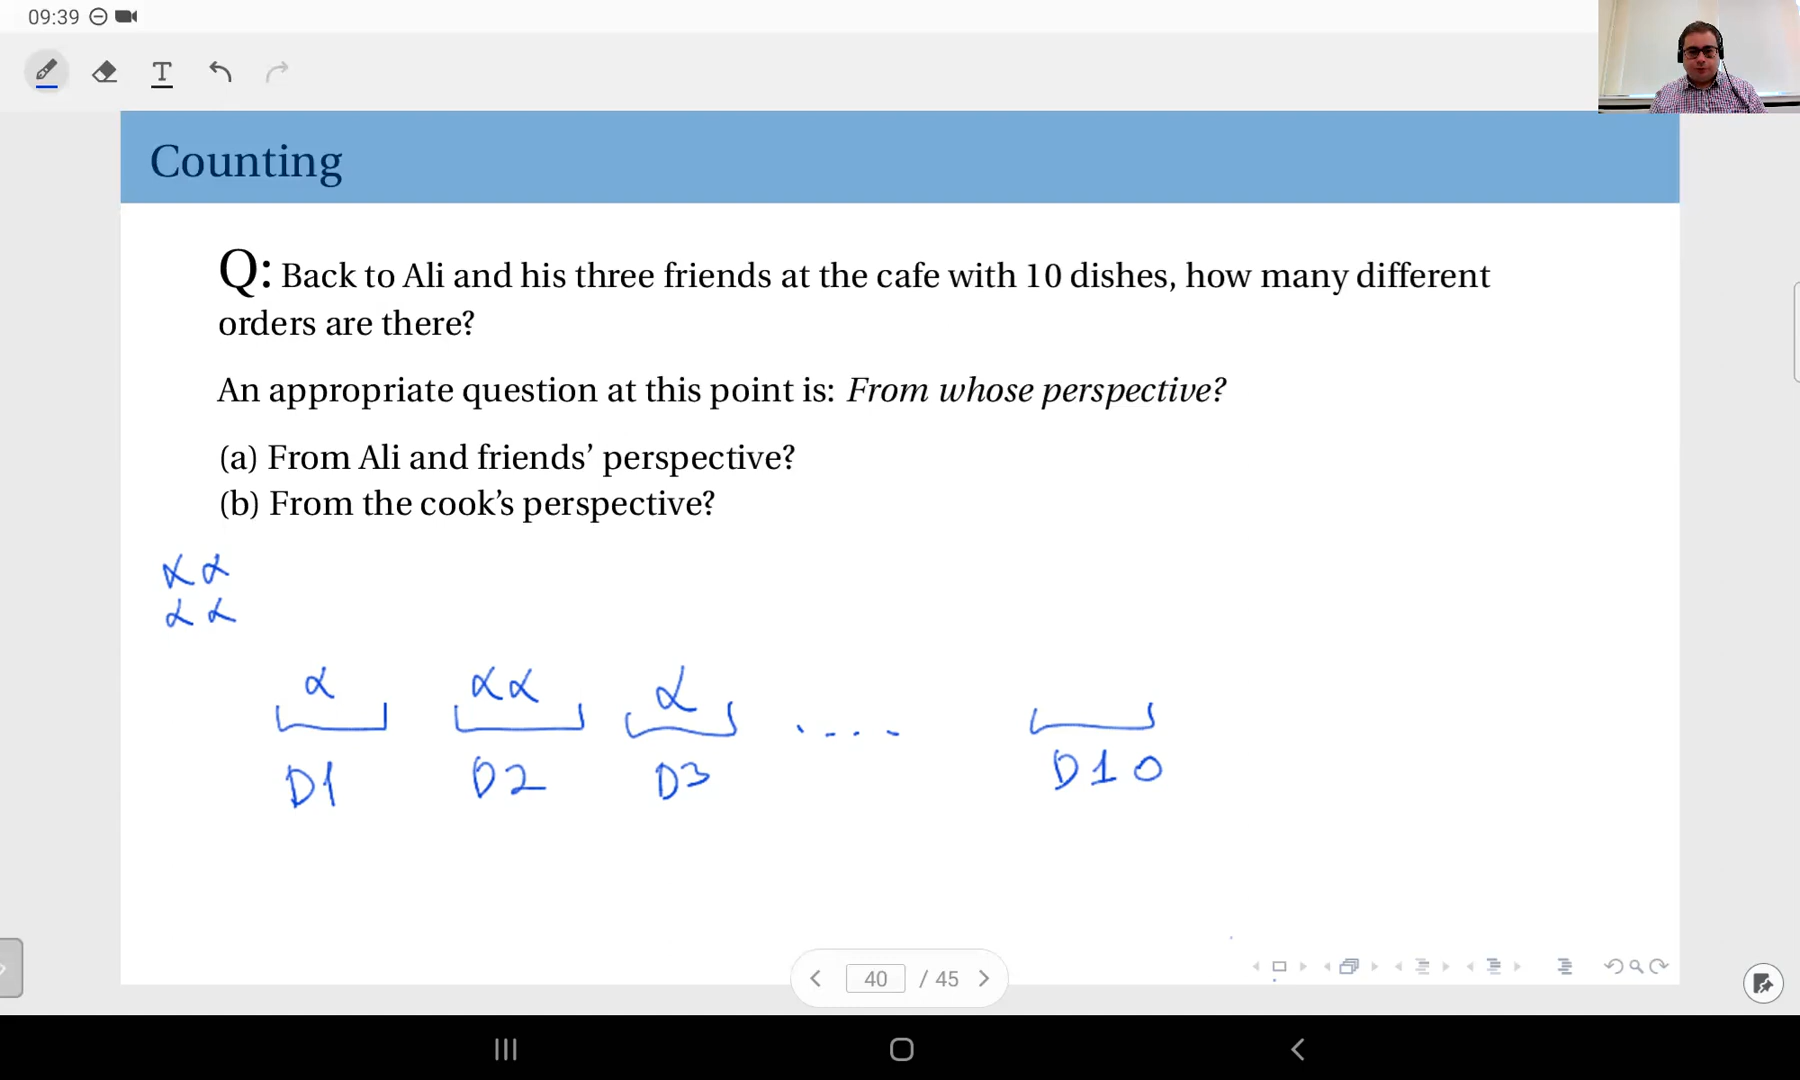 09:39
T
Counting
Q: Back to Ali and his three friends at the cafe with 10 dishes, how many different
orders are there?
An appropriate question at this point is: From whose perspective?
(a) From Ali and friends’ perspective?
(b) From the cook’s perspective?
α α
α α
α αα α ....
D1 D2 D3 D10
40 / 45